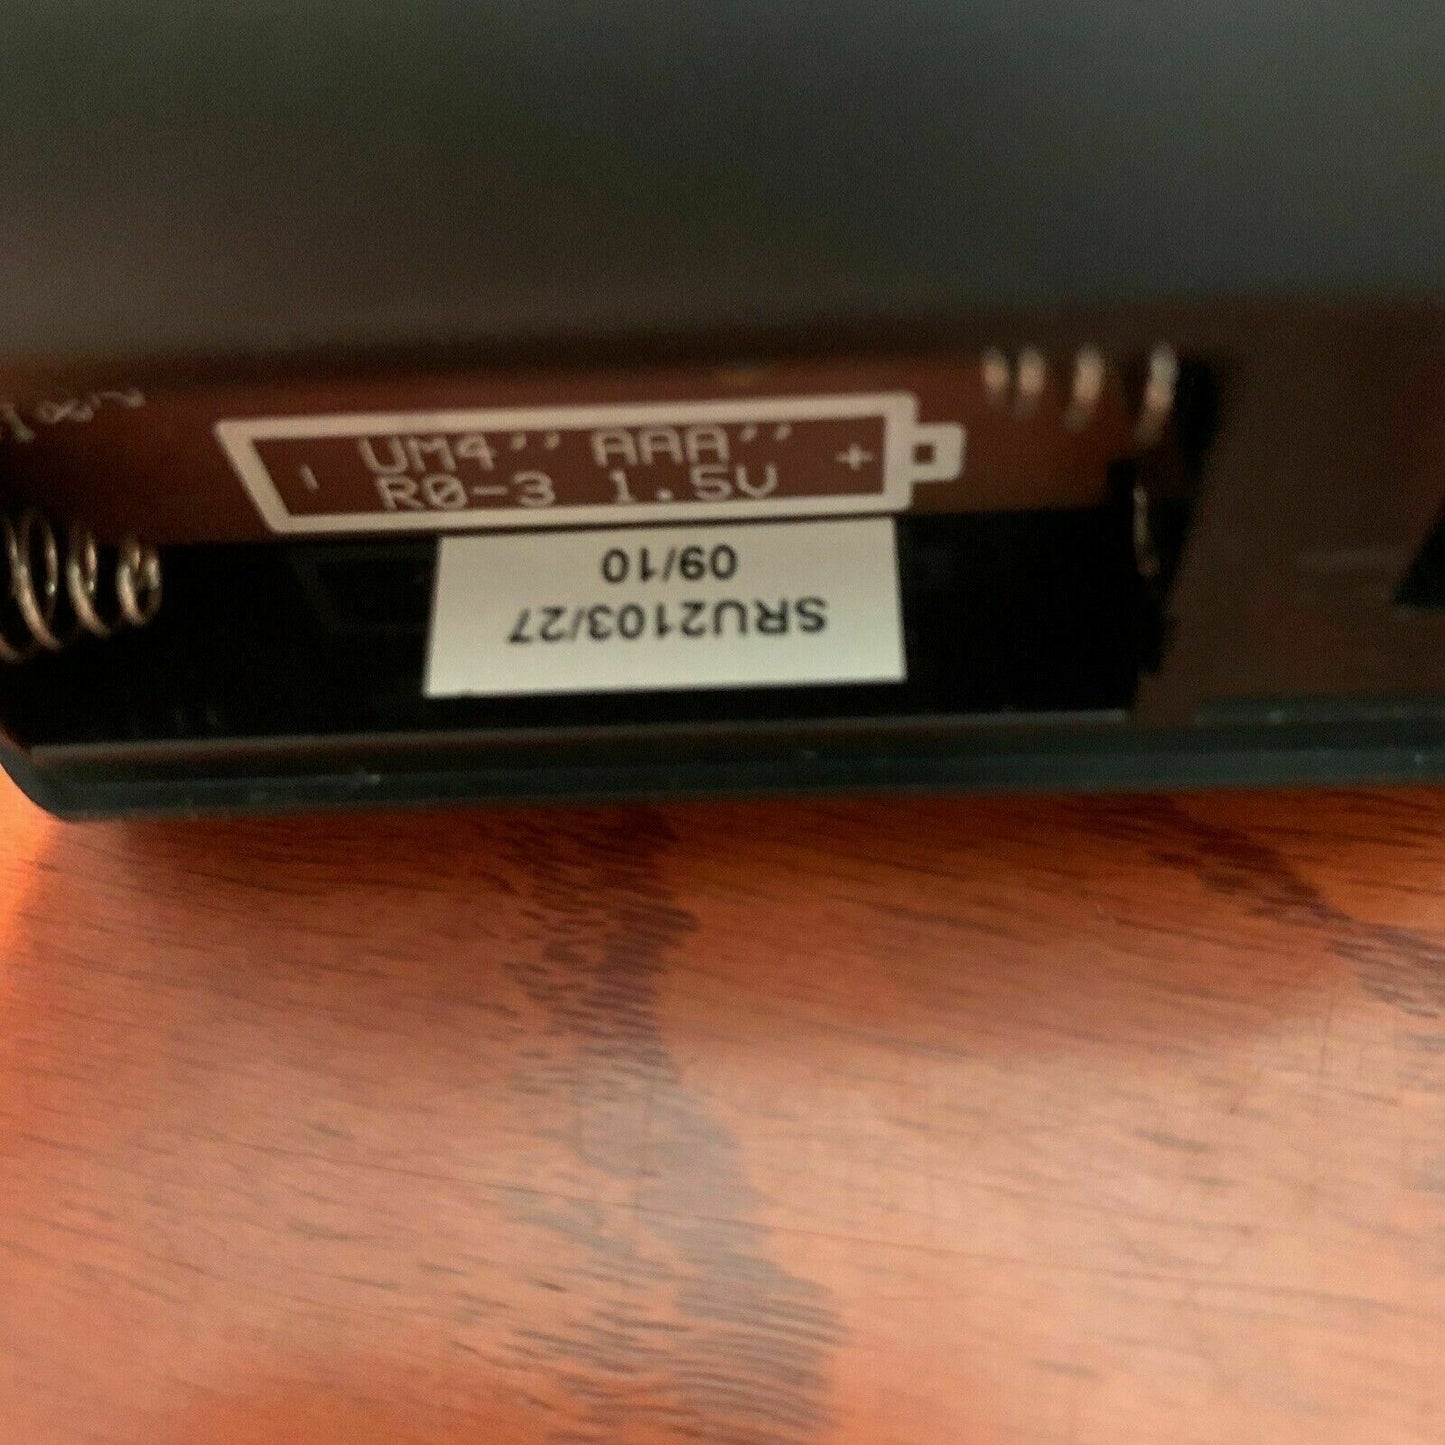 - UM4'' AAA'' +
R0-3 1.5V
SRU2103/27
09/10